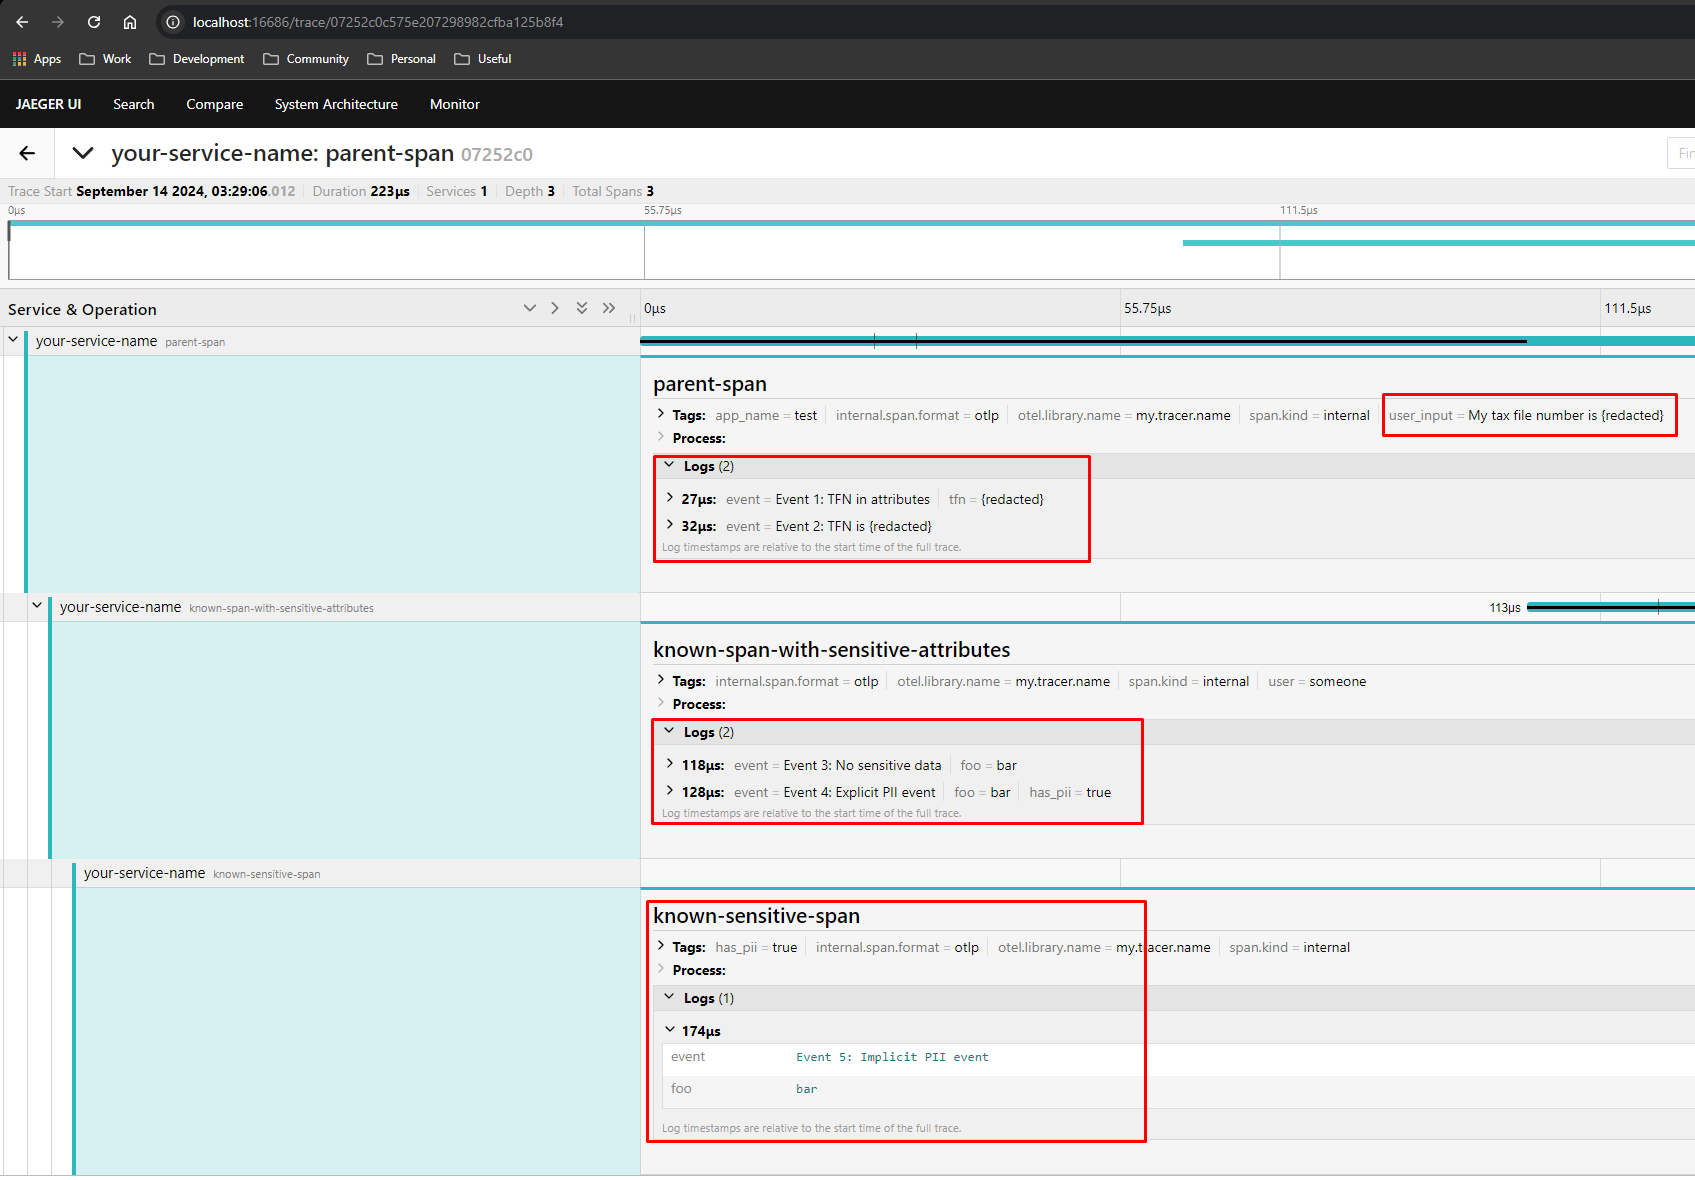 localhost:16686/trace/07252c0c575e207298982cfba125b8f4
Apps Work Development Community Personal Useful
JAEGER UI Search Compare System Architecture Monitor
your-service-name: parent-span 07252c0
Fin
Trace Start September 14 2024, 03:29:06.012 Duration 223μs Services 1 Depth 3 Total Spans 3
0μs 55.75μs 111.5μs
Service & Operation 0μs 55.75μs 111.5μs
your-service-name parent-span
parent-span
Tags: app_name = test internal.span.format = otlp otel.library.name = my.tracer.name span.kind = internal user_input = My tax file number is {redacted}
Process:
Logs (2)
27μs: event = Event 1: TFN in attributes tfn = {redacted}
32μs: event = Event 2: TFN is {redacted}
Log timestamps are relative to the start time of the full trace.
your-service-name known-span-with-sensitive-attributes 113μs
known-span-with-sensitive-attributes
Tags: internal.span.format = otlp otel.library.name = my.tracer.name span.kind = internal user = someone
Process:
Logs (2)
118μs: event = Event 3: No sensitive data foo = bar
128μs: event = Event 4: Explicit PII event foo = bar has_pii = true
Log timestamps are relative to the start time of the full trace.
your-service-name known-sensitive-span
known-sensitive-span
Tags: has_pii = true internal.span.format = otlp otel.library.name = my.tracer.name span.kind = internal
Process:
Logs (1)
174μs
event Event 5: Implicit PII event
foo bar
Log timestamps are relative to the start time of the full trace.